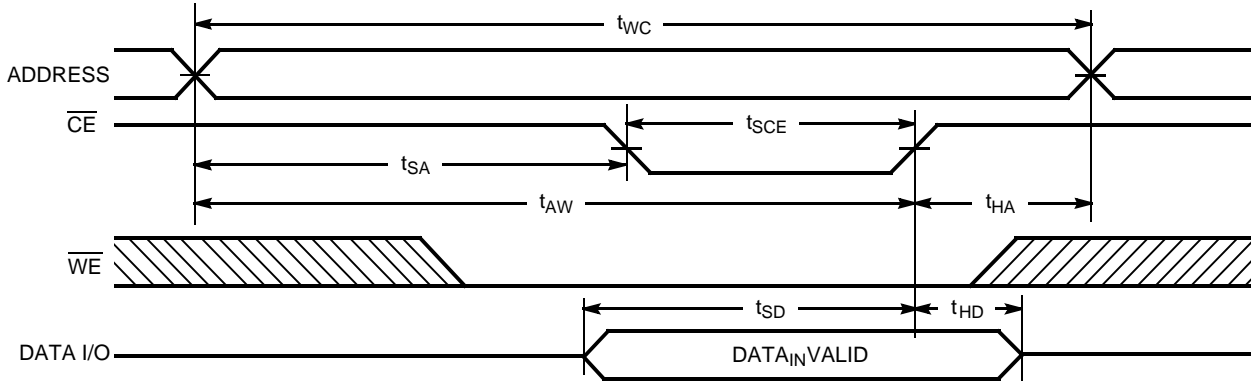 tWC
ADDRESS
CE
tSCE
tSA
tAW
tHA
WE
tSD
tHD
DATA I/O
DATAINVALID